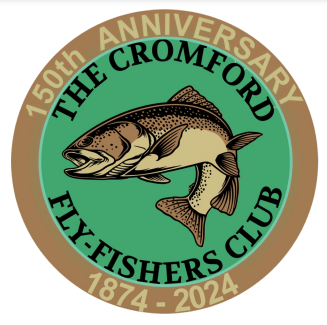 150th ANNIVERSARY
THE CROMFORD
FLY-FISHERS CLUB
1874 - 2024